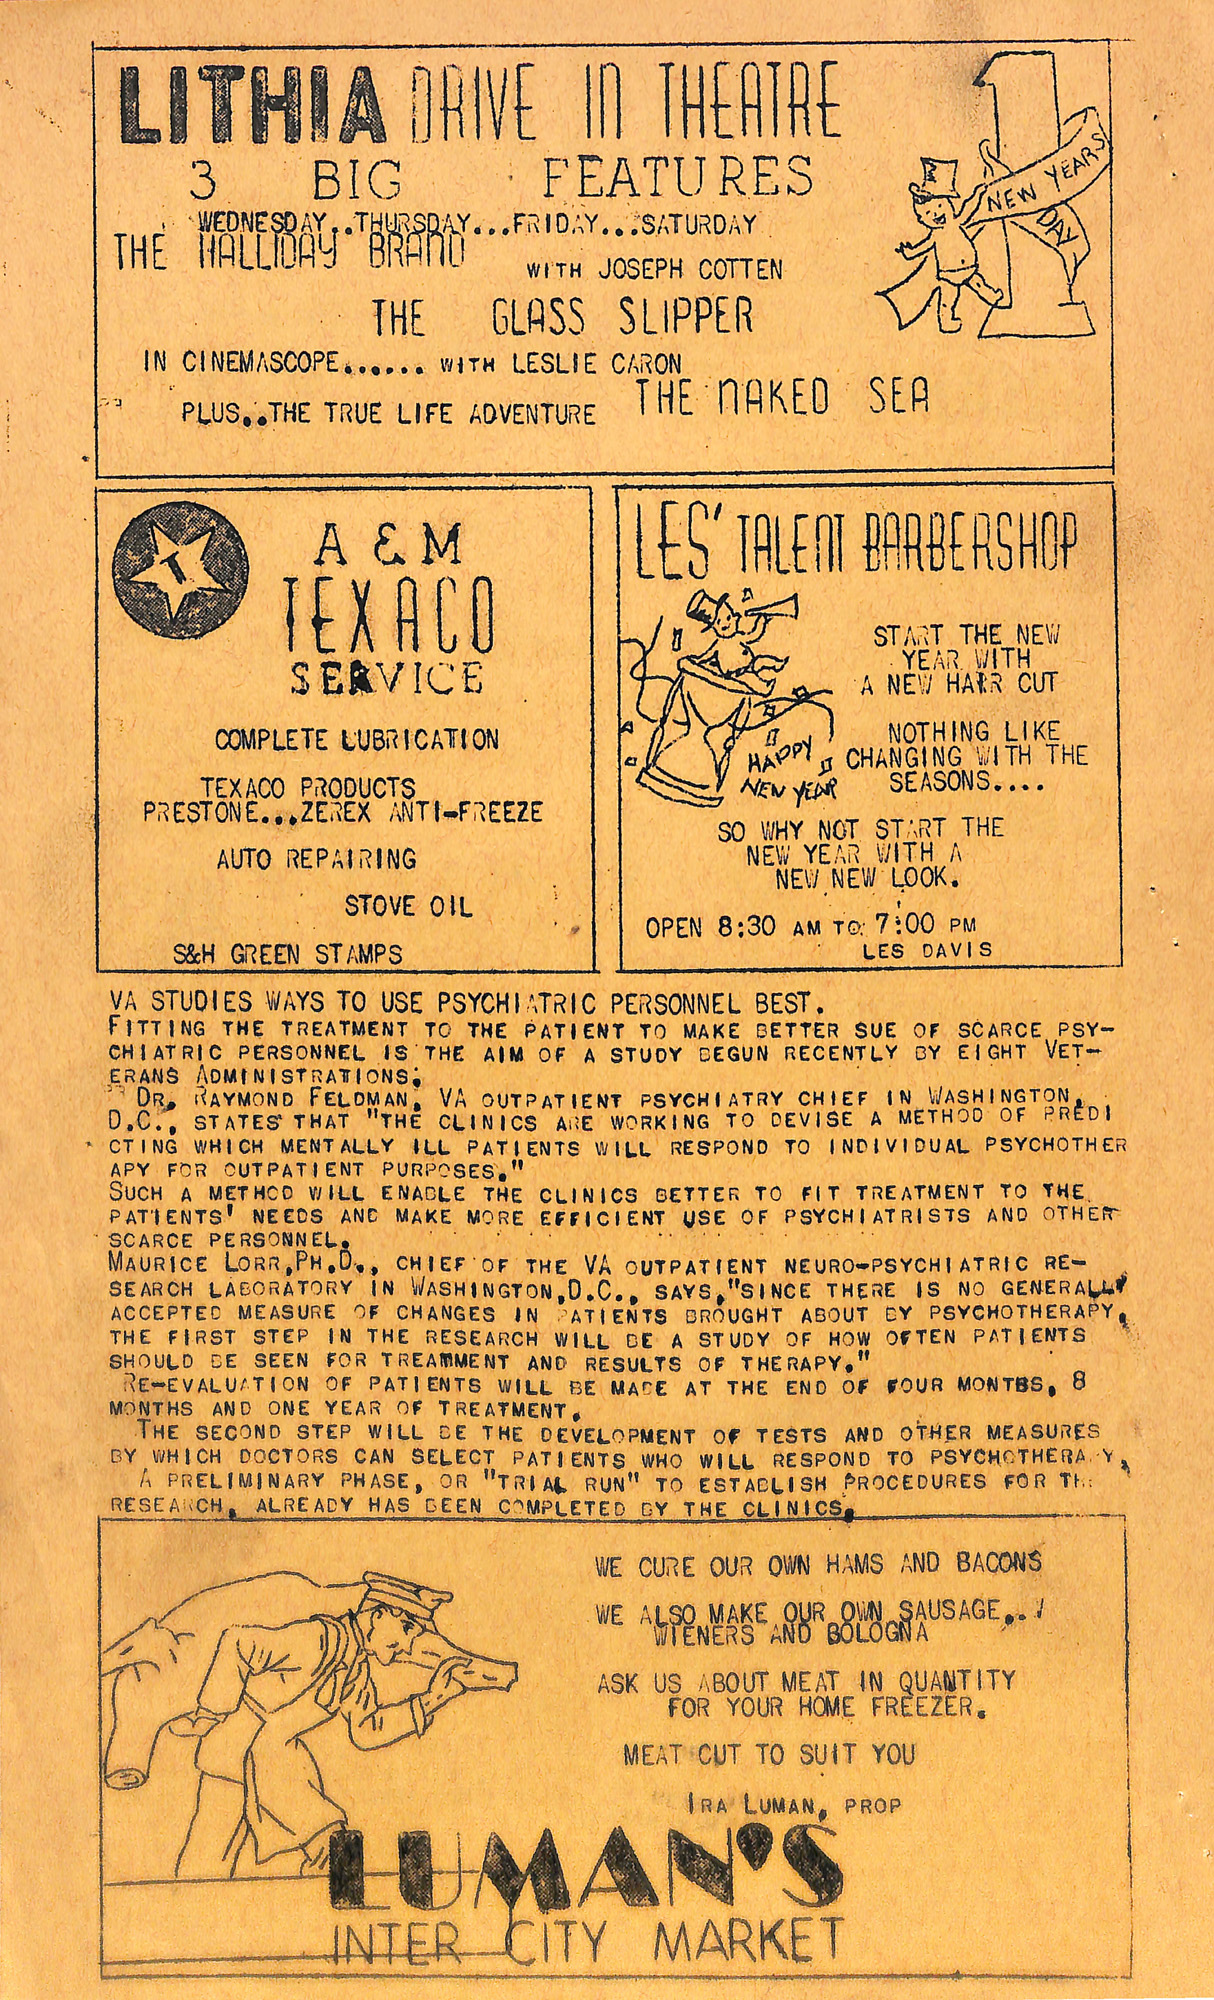 LITHIA DRIVE IN THEATRE
3 BIG FEATURES
WEDNESDAY..THURSDAY...FRIDAY...SATURDAY
THE HALLIDAY BRAND WITH JOSEPH COTTEN
THE GLASS SLIPPER
IN CINEMASCOPE...... WITH LESLIE CARON
PLUS..THE TRUE LIFE ADVENTURE THE NAKED SEA
NEW YEARS
DAY
T
A & M
TEXACO
SERVICE
COMPLETE LUBRICATION
TEXACO PRODUCTS
PRESTONE...ZEREX ANTI-FREEZE
AUTO REPAIRING
STOVE OIL
S&H GREEN STAMPS
LES' TALENT BARBERSHOP
START THE NEW
YEAR WITH
A NEW HAIR CUT
NOTHING LIKE
CHANGING WITH THE
SEASONS....
HAPPY
NEW YEAR
SO WHY NOT START THE
NEW YEAR WITH A
NEW NEW LOOK.
OPEN 8:30 AM TO 7:00 PM
LES DAVIS
VA STUDIES WAYS TO USE PSYCHIATRIC PERSONNEL BEST.
FITTING THE TREATMENT TO THE PATIENT TO MAKE BETTER SUE OF SCARCE PSY-
CHIATRIC PERSONNEL IS THE AIM OF A STUDY BEGUN RECENTLY BY EIGHT VET-
ERANS ADMINISTRATIONS.
DR. RAYMOND FELDMAN, VA OUTPATIENT PSYCHIATRY CHIEF IN WASHINGTON,
D.C., STATES THAT "THE CLINICS ARE WORKING TO DEVISE A METHOD OF PREDI
CTING WHICH MENTALLY ILL PATIENTS WILL RESPOND TO INDIVIDUAL PSYCHOTHER
APY FOR OUTPATIENT PURPOSES."
SUCH A METHOD WILL ENABLE THE CLINICS BETTER TO FIT TREATMENT TO THE
PATIENTS' NEEDS AND MAKE MORE EFFICIENT USE OF PSYCHIATRISTS AND OTHER
SCARCE PERSONNEL.
MAURICE LORR,PH.D., CHIEF OF THE VA OUTPATIENT NEURO-PSYCHIATRIC RE-
SEARCH LABORATORY IN WASHINGTON,D.C., SAYS,"SINCE THERE IS NO GENERALLY
ACCEPTED MEASURE OF CHANGES IN PATIENTS BROUGHT ABOUT BY PSYCHOTHERAPY,
THE FIRST STEP IN THE RESEARCH WILL BE A STUDY OF HOW OFTEN PATIENTS
SHOULD BE SEEN FOR TREATMENT AND RESULTS OF THERAPY."
RE-EVALUATION OF PATIENTS WILL BE MADE AT THE END OF FOUR MONTHS, 8
MONTHS AND ONE YEAR OF TREATMENT.
THE SECOND STEP WILL BE THE DEVELOPMENT OF TESTS AND OTHER MEASURES
BY WHICH DOCTORS CAN SELECT PATIENTS WHO WILL RESPOND TO PSYCHOTHERAPY.
A PRELIMINARY PHASE, OR "TRIAL RUN" TO ESTABLISH PROCEDURES FOR THE
RESEARCH, ALREADY HAS BEEN COMPLETED BY THE CLINICS.
WE CURE OUR OWN HAMS AND BACONS
WE ALSO MAKE OUR OWN SAUSAGE../
WIENERS AND BOLOGNA
ASK US ABOUT MEAT IN QUANTITY
FOR YOUR HOME FREEZER.
MEAT CUT TO SUIT YOU
IRA LUMAN, PROP
LUMAN'S
INTER CITY MARKET